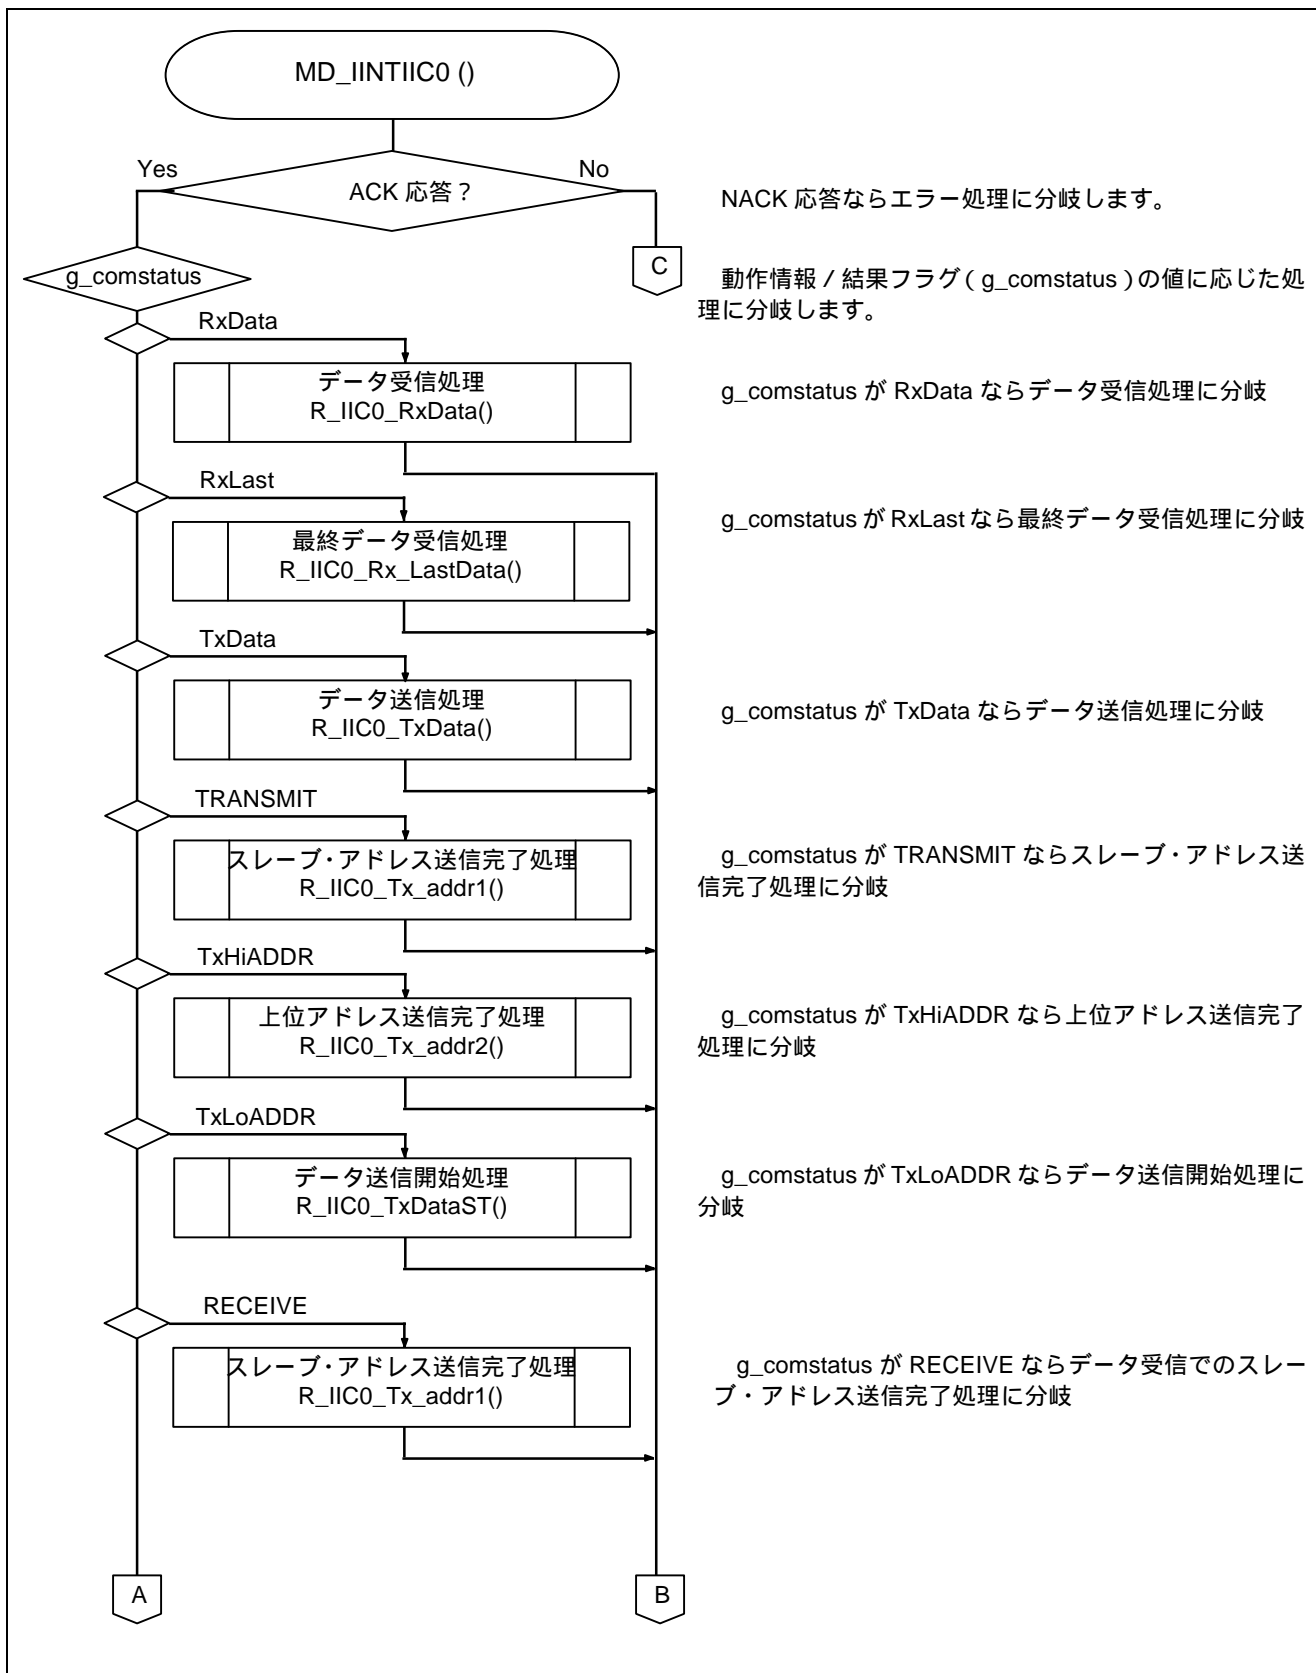 MD_IINTIIC0 ()
Yes
No
ACK 応答？
NACK 応答ならエラー処理に分岐します。
g_comstatus
C
動作情報／結果フラグ（g_comstatus）の値に応じた処
理に分岐します。
RxData
データ受信処理
R_IIC0_RxData()
g_comstatus が RxData ならデータ受信処理に分岐
RxLast
最終データ受信処理
R_IIC0_Rx_LastData()
g_comstatus が RxLast なら最終データ受信処理に分岐
TxData
データ送信処理
R_IIC0_TxData()
g_comstatus が TxData ならデータ送信処理に分岐
TRANSMIT
スレーブ・アドレス送信完了処理
R_IIC0_Tx_addr1()
g_comstatus が TRANSMIT ならスレーブ・アドレス送
信完了処理に分岐
TxHiADDR
上位アドレス送信完了処理
R_IIC0_Tx_addr2()
g_comstatus が TxHiADDR なら上位アドレス送信完了
処理に分岐
TxLoADDR
データ送信開始処理
R_IIC0_TxDataST()
g_comstatus が TxLoADDR ならデータ送信開始処理に
分岐
RECEIVE
スレーブ・アドレス送信完了処理
R_IIC0_Tx_addr1()
g_comstatus が RECEIVE ならデータ受信でのスレー
ブ・アドレス送信完了処理に分岐
A
B